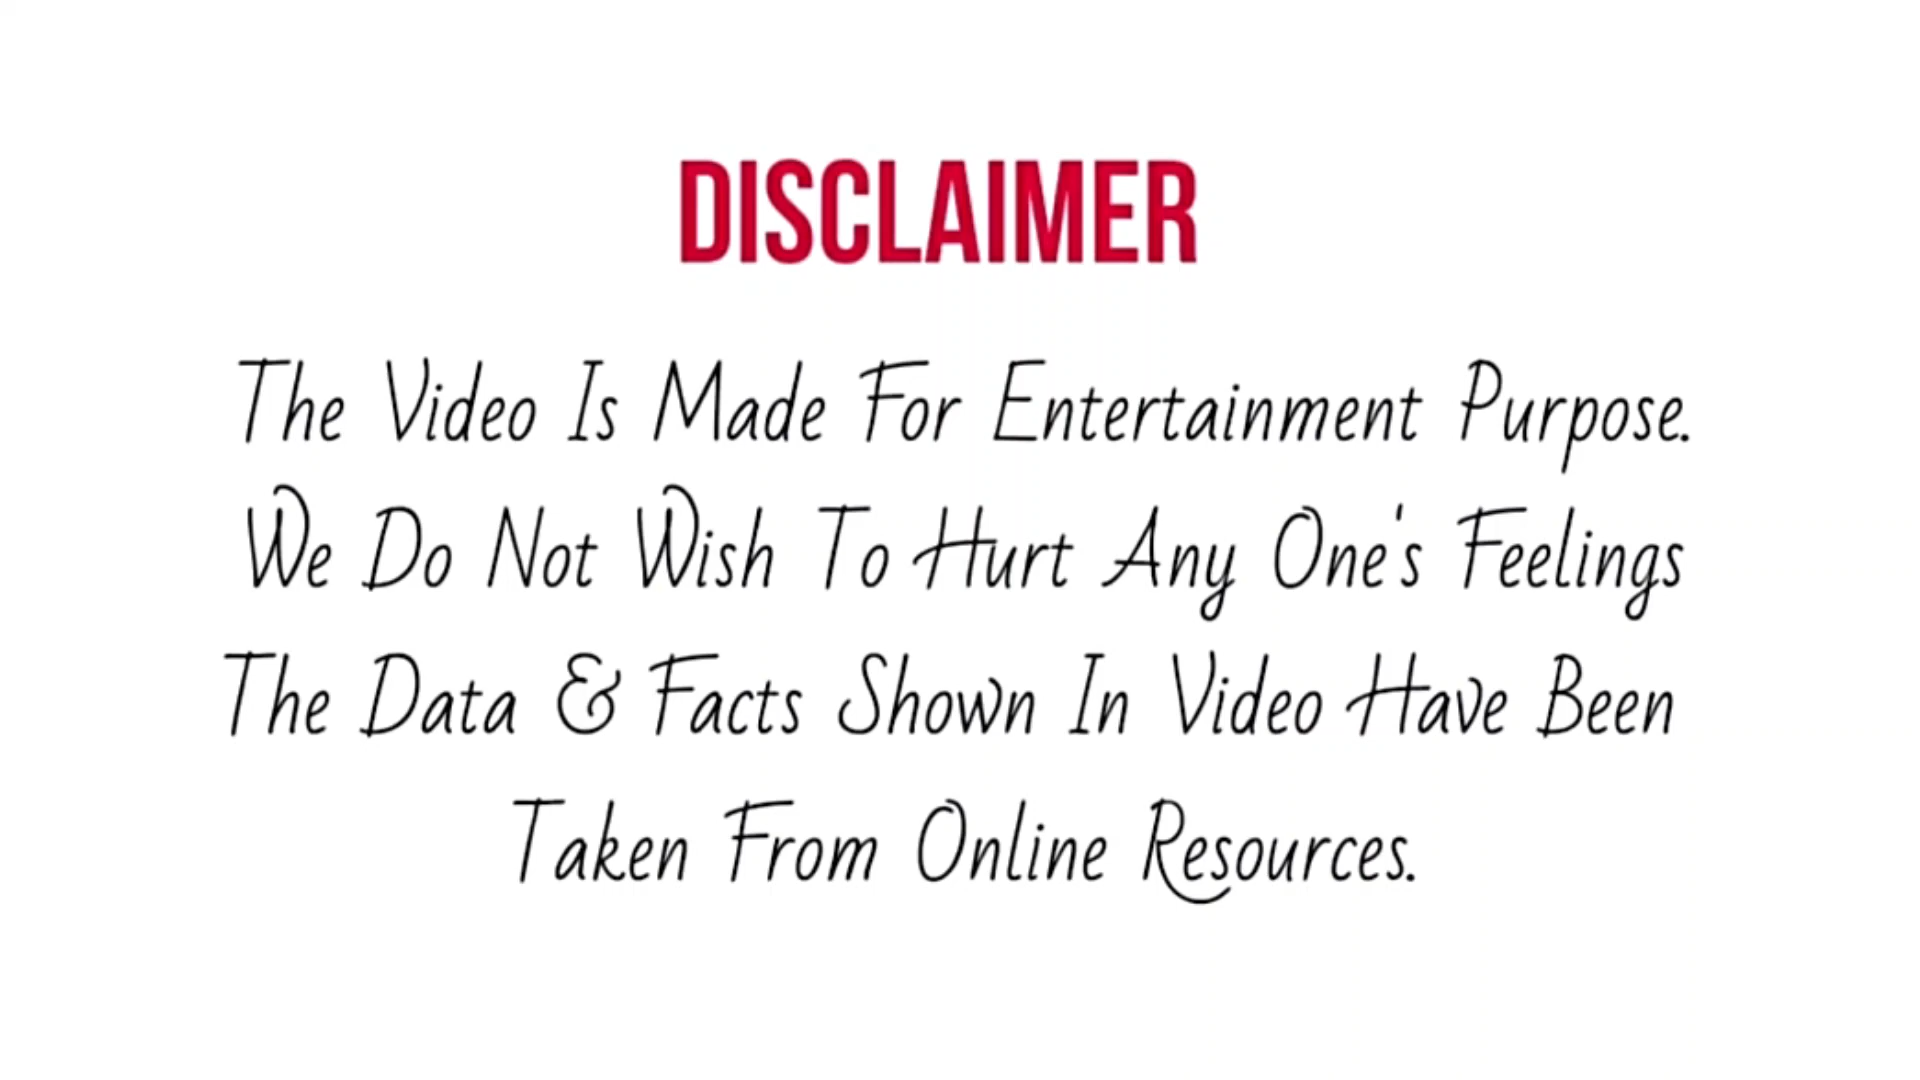 DISCLAIMER
The Video Is Made For Entertainment Purpose.
We Do Not Wish To Hurt Any One's Feelings
The Data & Facts Shown In Video Have Been
Taken From Online Resources.